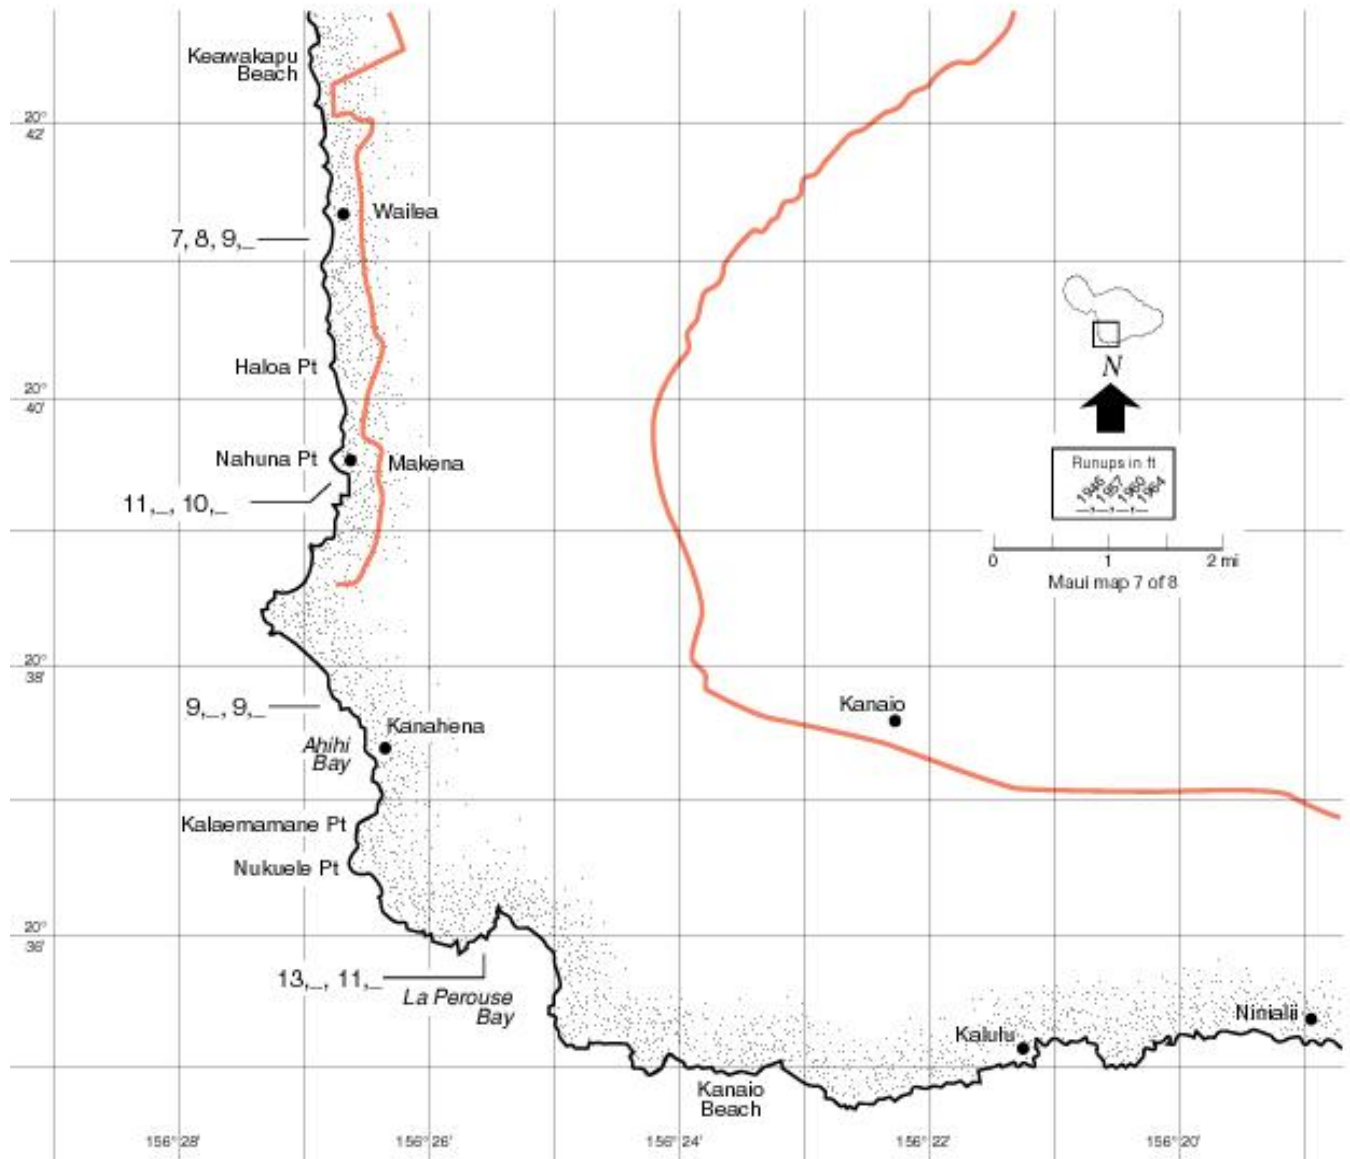 Keawakapu
Beach
20°
42'
Wailea
7, 8, 9,_
Haloa Pt
N
20°
40'
Nahuna Pt
Makena
Runups in ft
1946 1957 1960 1964
_,_,_,_
11,_, 10,_
0 1 2 mi
Maui map 7 of 8
20°
38'
9,_, 9,_
Kanaio
Kanahena
Ahihi
Bay
Kalaemamane Pt
Nukuele Pt
20°
36'
13,_, 11,_
La Perouse
Bay
Ninialii
Kalulu
Kanaio
Beach
156° 28' 156° 26' 156° 24' 156° 22' 156° 20'